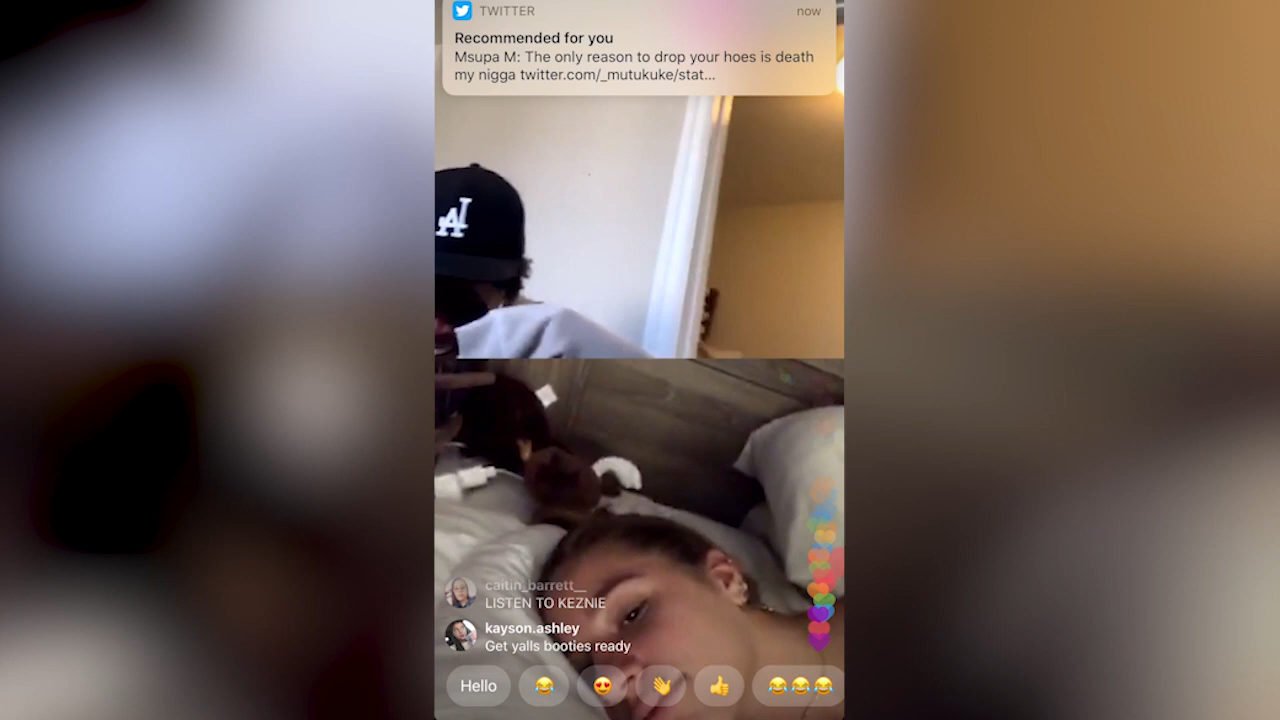 TWITTER now
Recommended for you
Msupa M: The only reason to drop your hoes is death
my nigga twitter.com/_mutukuke/stat...
LA
caitin_barrett__
LISTEN TO KEZNIE
kayson.ashley
Get yalls booties ready
Hello